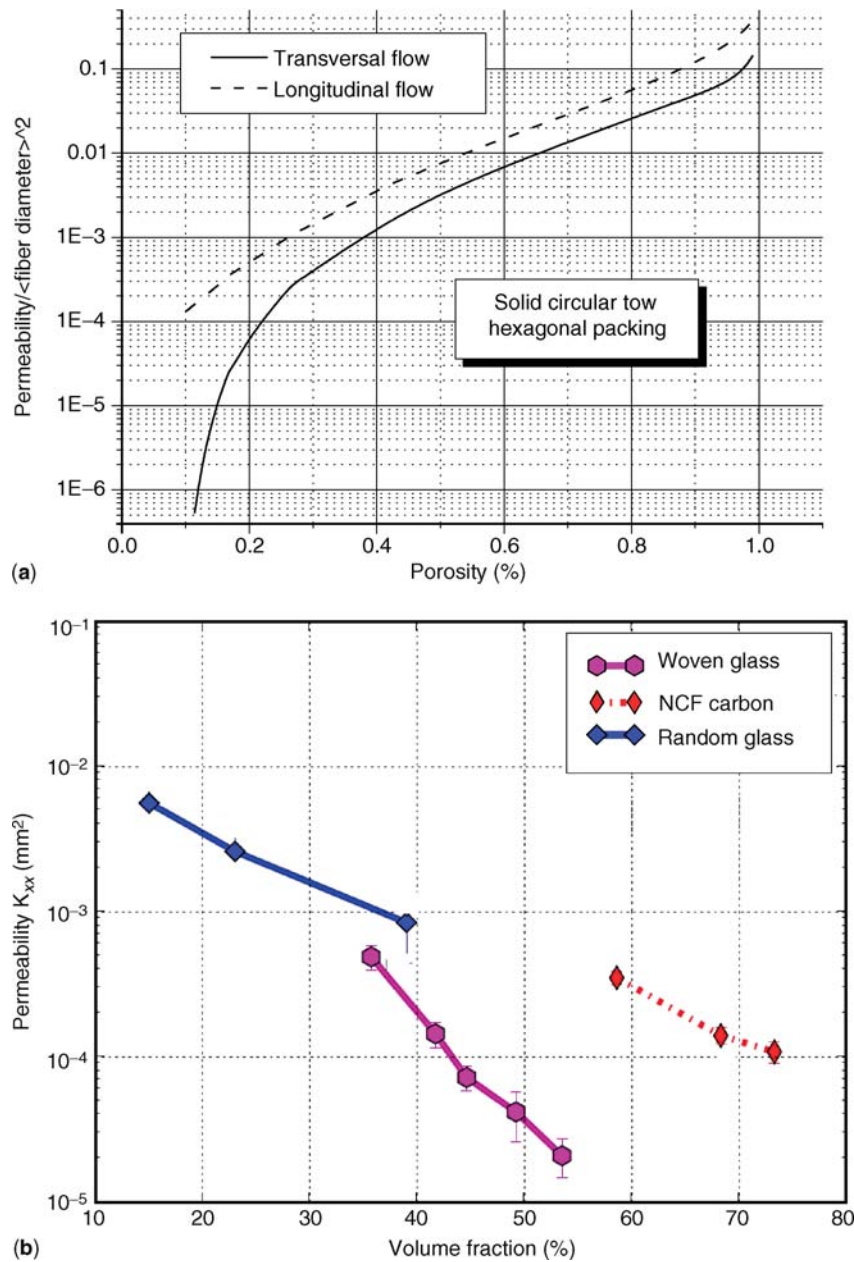 Transversal flow
Longitudinal flow
0.1
0.01
1E–3
1E–4
1E–5
1E–6
Permeability/<fiber diameter>^2
Solid circular tow
hexagonal packing
0.0 0.2 0.4 0.6 0.8 1.0
(a)
Porosity (%)
10⁻¹
10⁻²
10⁻³
10⁻⁴
10⁻⁵
Permeability Kxx (mm²)
Woven glass
NCF carbon
Random glass
10 20 30 40 50 60 70 80
(b)
Volume fraction (%)